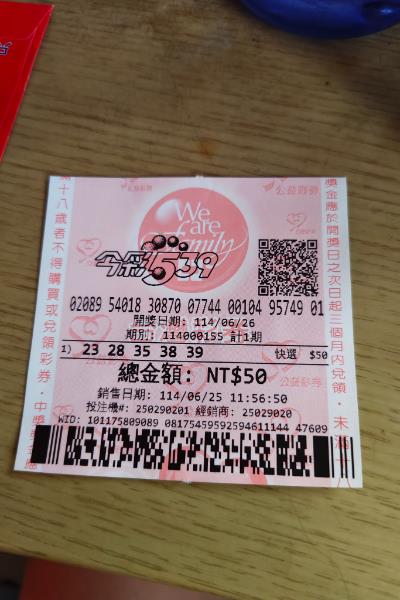 We
are
Family
公益彩券
今彩539
02089 54018 30870 07744 00104 95749 01
開獎日期: 114/06/26
期別: 114000155 計1期
1) 23 28 35 38 39 快選 $50
總金額: NT$50
銷售日期: 114/06/25 11:56:50
投注機#: 250290201 經銷商: 25029020
WID: 101175809089 08175459592594611144 47609
十八歲者不得購買或兌領彩券·中獎
獎金應於開獎日之次日起三個月內兌領·未滿十